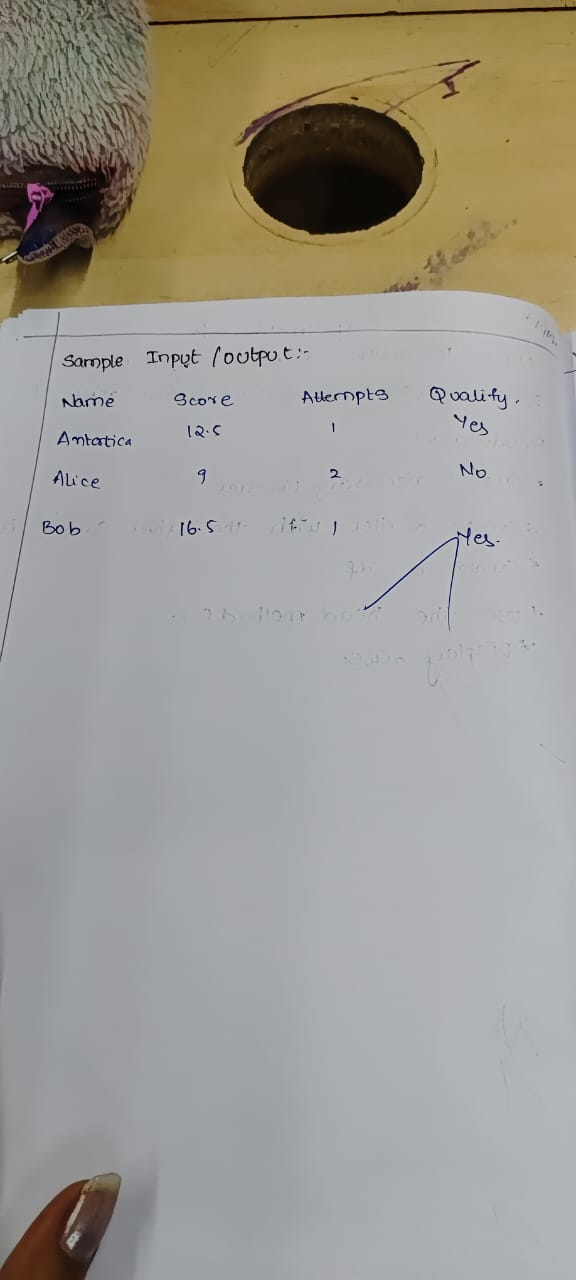 Sample Input / output:-
Name Score Attempts Qualify.
Antartica 12.5 1 Yes
Alice 9 2 No
Bob 16.5 1 Yes.